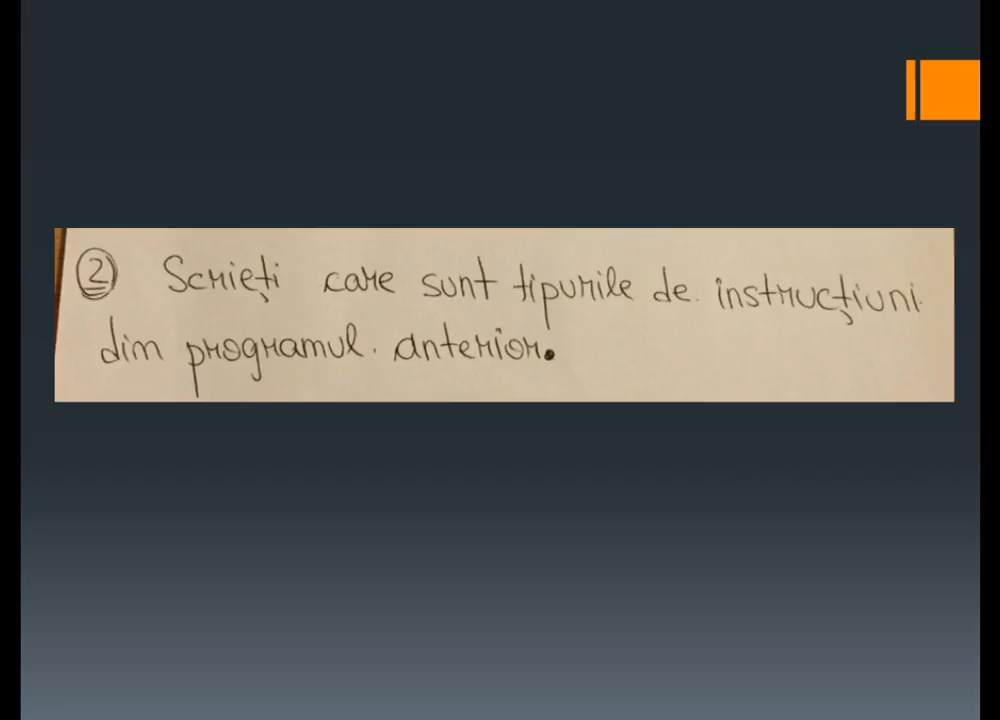 ② Scrieți care sunt tipurile de instrucțiuni
din programul anterior.